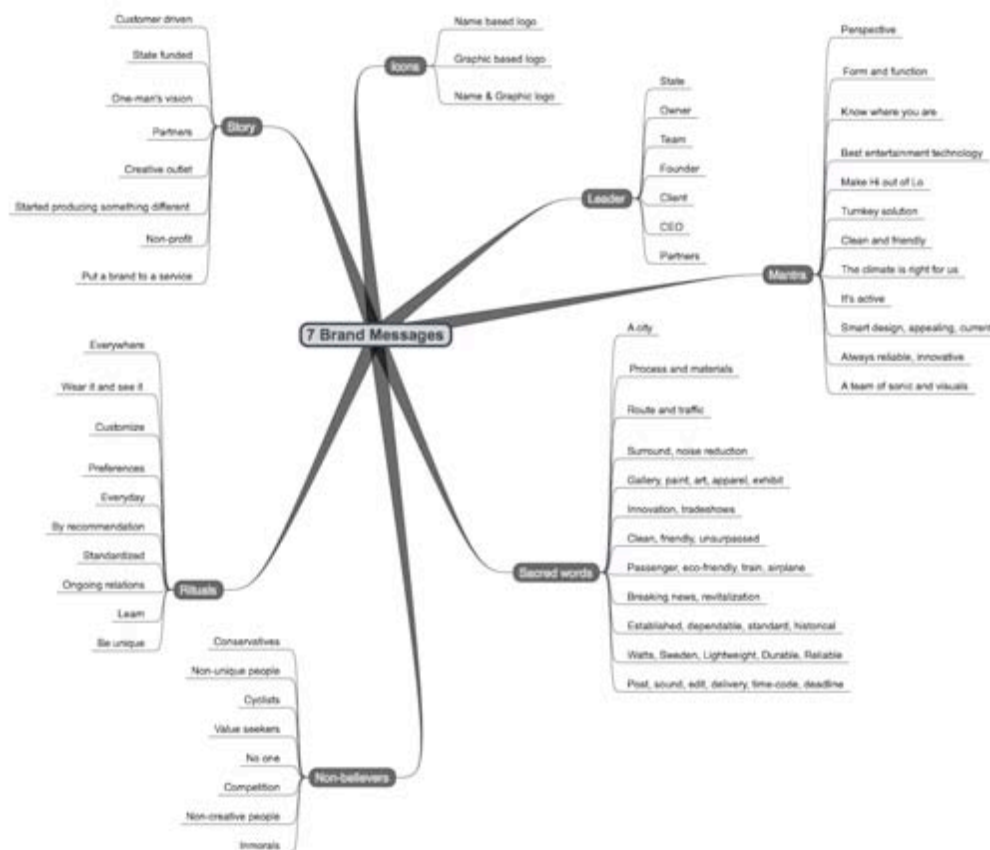 7 Brand Messages
Story
Customer driven
State funded
One-man's vision
Partners
Creative outlet
Started producing something different
Non-profit
Put a brand to a service
Icons
Name based logo
Graphic based logo
Name & Graphic logo
Leader
State
Owner
Team
Founder
Client
CEO
Partners
Mantra
Perspective
Form and function
Know where you are
Best entertainment technology
Make Hi out of Lo
Turnkey solution
Clean and friendly
The climate is right for us
It's active
Smart design, appealing, current
Always reliable, innovative
A team of sonic and visuals
Sacred words
A city
Process and materials
Route and traffic
Surround, noise reduction
Gallery, paint, art, apparel, exhibit
Innovation, tradeshows
Clean, friendly, unsurpassed
Passenger, eco-friendly, train, airplane
Breaking news, revitalization
Established, dependable, standard, historical
Watts, Sweden, Lightweight, Durable, Reliable
Post, sound, edit, delivery, time-code, deadline
Rituals
Everywhere
Wear it and see it
Customize
Preferences
Everyday
By recommendation
Standardized
Ongoing relations
Learn
Be unique
Non-believers
Conservatives
Non-unique people
Cyclists
Value seekers
No one
Competition
Non-creative people
Inmorals